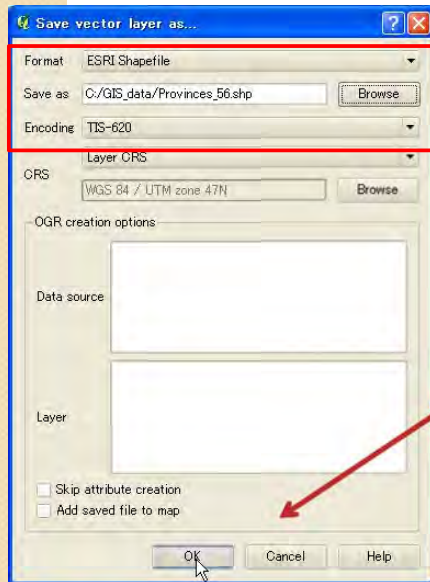 Save vector layer as...
Format ESRI Shapefile
Save as C:/GIS_data/Provinces_56.shp Browse
Encoding TIS-620
Layer CRS
CRS
WGS 84 / UTM zone 47N Browse
OGR creation options
Data source
Layer
Skip attribute creation
Add saved file to map
OK Cancel Help